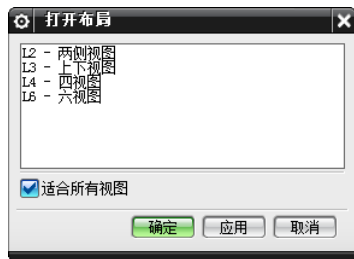 打开布局
L2 - 两侧视图
L3 - 上下视图
L4 - 四视图
L6 - 六视图
适合所有视图
确定 应用 取消